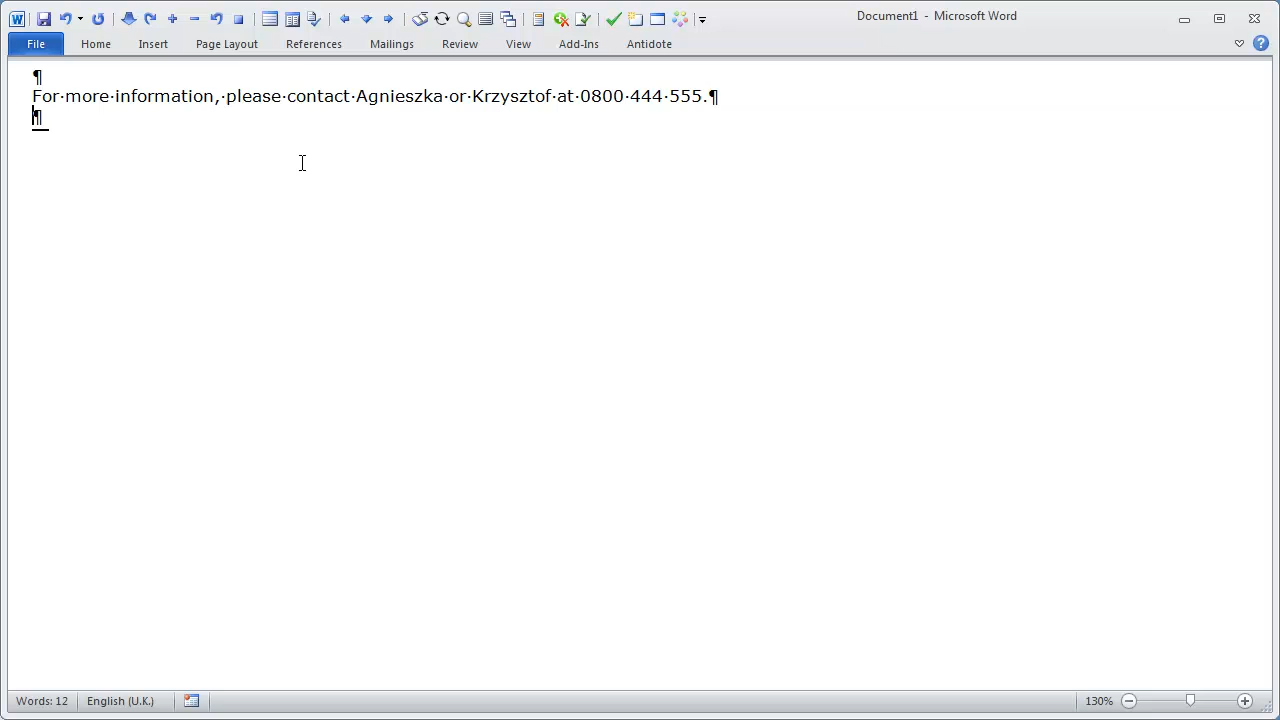 Document1 - Microsoft Word
File Home Insert Page Layout References Mailings Review View Add-Ins Antidote
¶
For·more·information,·please·contact·Agnieszka·or·Krzysztof·at·0800·444·555.¶
¶
Words: 12 English (U.K.) 130%